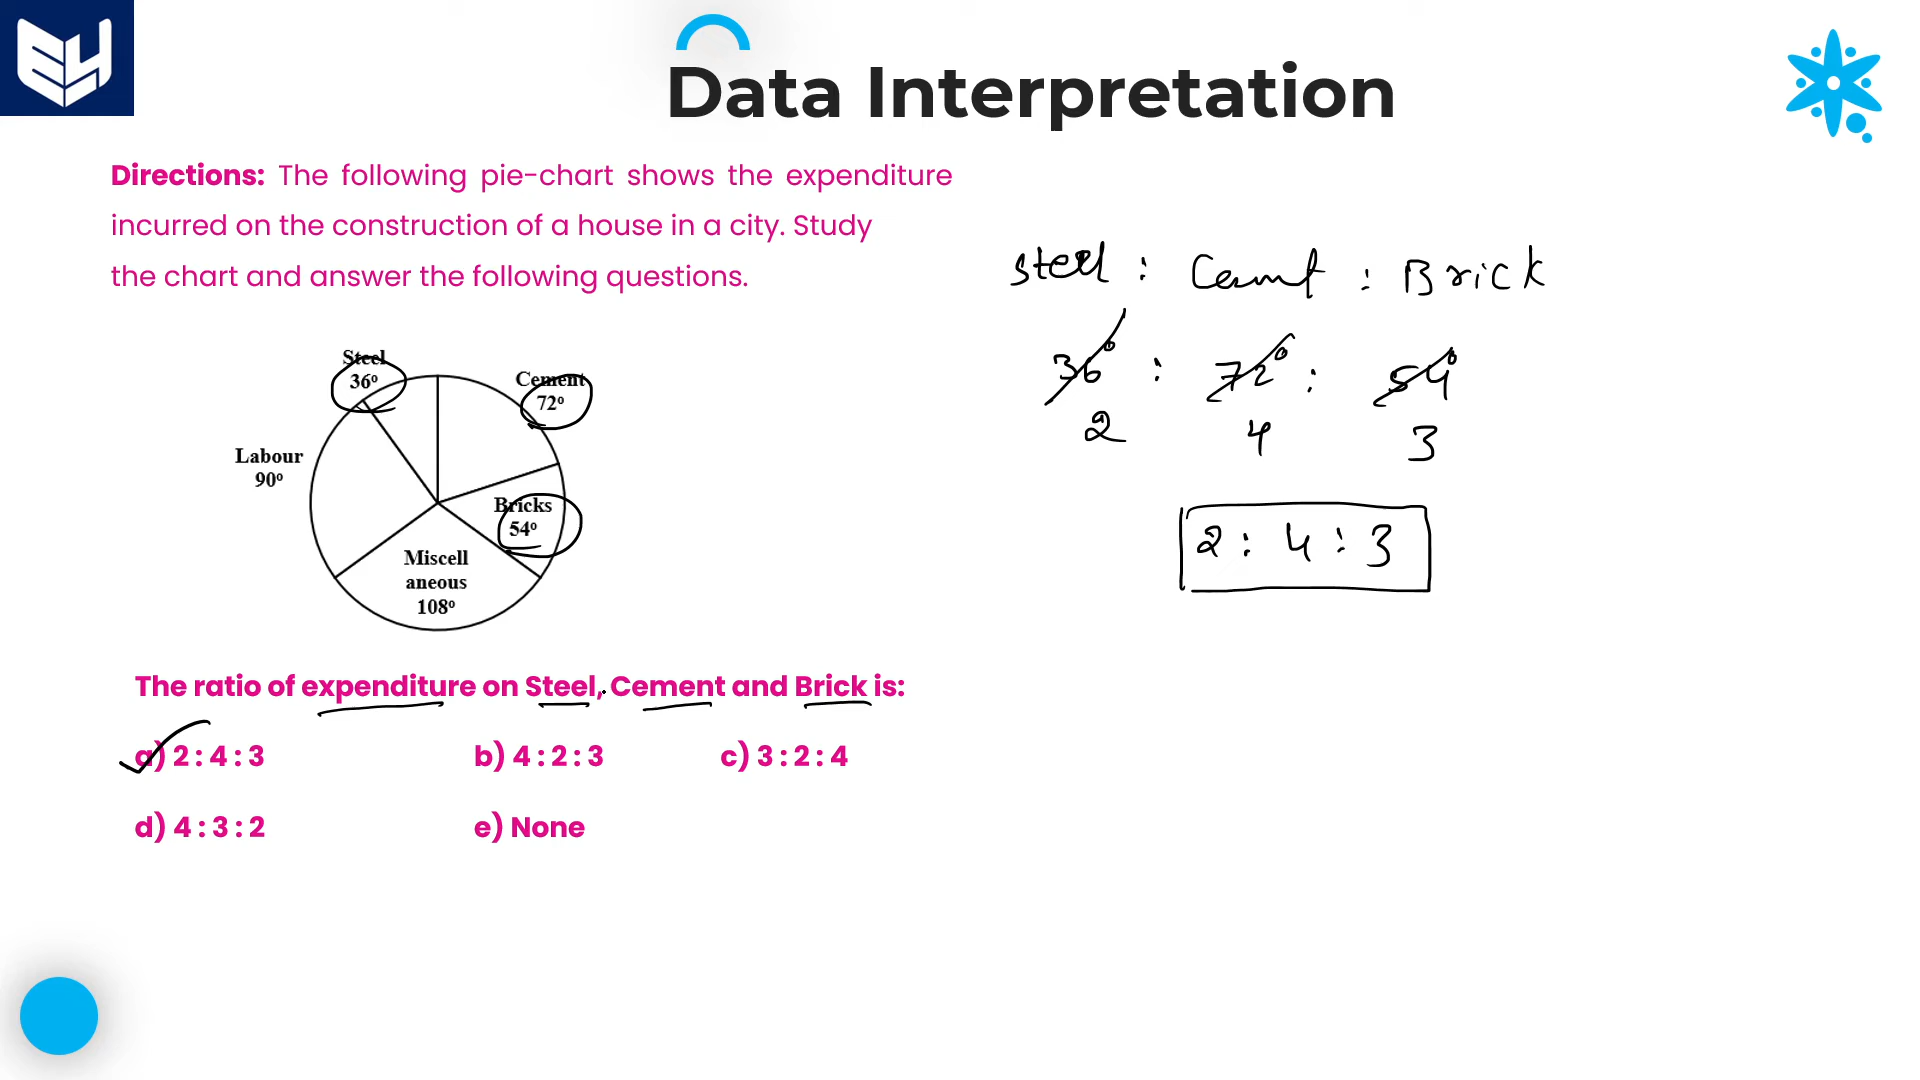 Data Interpretation
Directions: The following pie-chart shows the expenditure
incurred on the construction of a house in a city. Study
the chart and answer the following questions.
Steel
36°
Cement
72°
Labour
90°
Bricks
54°
Miscell
aneous
108°
The ratio of expenditure on Steel, Cement and Brick is:
a) 2 : 4 : 3 b) 4 : 2 : 3 c) 3 : 2 : 4
d) 4 : 3 : 2 e) None
Steel : Cemnt : Brick
36° : 72° : 54°
2 4 3
2 : 4 : 3